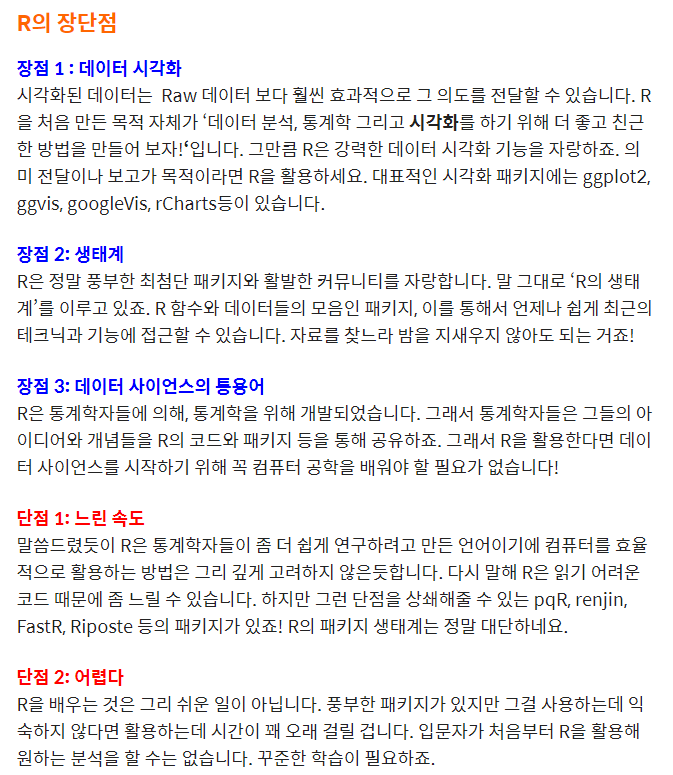 R의 장단점
장점 1 : 데이터 시각화
시각화된 데이터는 Raw 데이터 보다 훨씬 효과적으로 그 의도를 전달할 수 있습니다. R
을 처음 만든 목적 자체가 ‘데이터 분석, 통계학 그리고 시각화를 하기 위해 더 좋고 친근
한 방법을 만들어 보자!‘입니다. 그만큼 R은 강력한 데이터 시각화 기능을 자랑하죠. 의
미 전달이나 보고가 목적이라면 R을 활용하세요. 대표적인 시각화 패키지에는 ggplot2,
ggvis, googleVis, rCharts등이 있습니다.
장점 2: 생태계
R은 정말 풍부한 최첨단 패키지와 활발한 커뮤니티를 자랑합니다. 말 그대로 ‘R의 생태
계’를 이루고 있죠. R 함수와 데이터들의 모음인 패키지, 이를 통해서 언제나 쉽게 최근의
테크닉과 기능에 접근할 수 있습니다. 자료를 찾느라 밤을 지새우지 않아도 되는 거죠!
장점 3: 데이터 사이언스의 통용어
R은 통계학자들에 의해, 통계학을 위해 개발되었습니다. 그래서 통계학자들은 그들의 아
이디어와 개념들을 R의 코드와 패키지 등을 통해 공유하죠. 그래서 R을 활용한다면 데이
터 사이언스를 시작하기 위해 꼭 컴퓨터 공학을 배워야 할 필요가 없습니다!
단점 1: 느린 속도
말씀드렸듯이 R은 통계학자들이 좀 더 쉽게 연구하려고 만든 언어이기에 컴퓨터를 효율
적으로 활용하는 방법은 그리 깊게 고려하지 않은듯합니다. 다시 말해 R은 읽기 어려운
코드 때문에 좀 느릴 수 있습니다. 하지만 그런 단점을 상쇄해줄 수 있는 pqR, renjin,
FastR, Riposte 등의 패키지가 있죠! R의 패키지 생태계는 정말 대단하네요.
단점 2: 어렵다
R을 배우는 것은 그리 쉬운 일이 아닙니다. 풍부한 패키지가 있지만 그걸 사용하는데 익
숙하지 않다면 활용하는데 시간이 꽤 오래 걸릴 겁니다. 입문자가 처음부터 R을 활용해
원하는 분석을 할 수는 없습니다. 꾸준한 학습이 필요하죠.